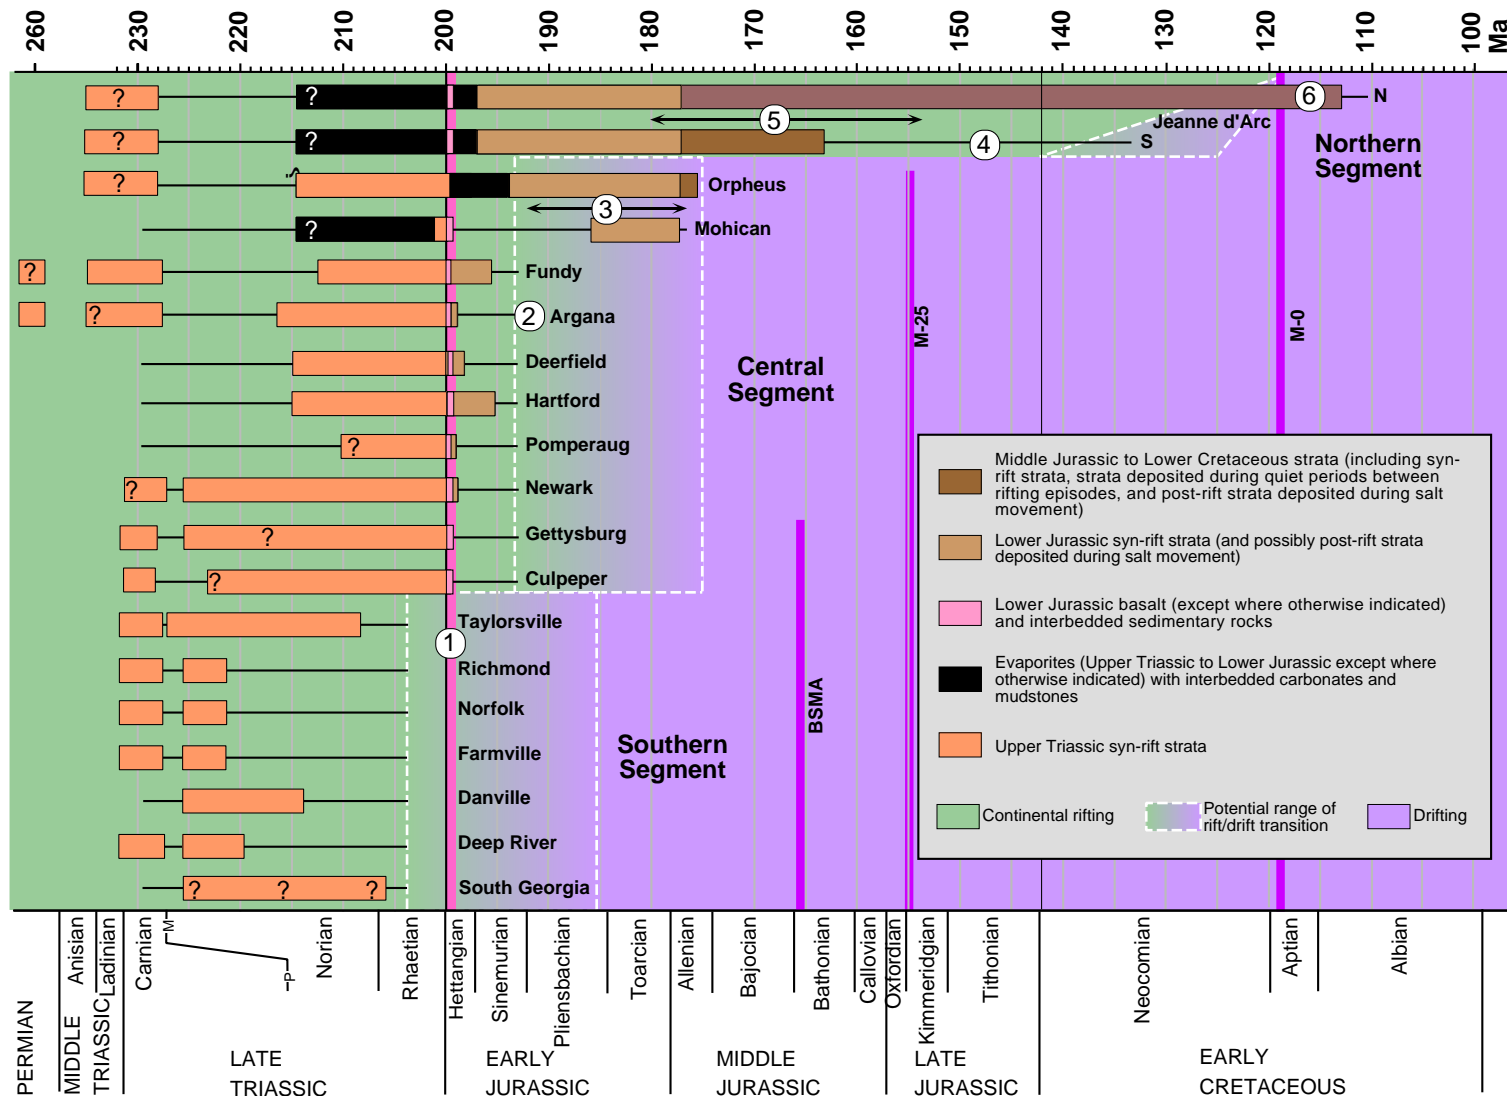 260 230 220 210 200 190 180 170 160 150 140 130 120 110 100 Ma
? ? 6 N
5 Jeanne d'Arc
? ? 4 S
Northern
Segment
? Orpheus
3
? Mohican
? Fundy
? 2 Argana
M-25
M-0
Deerfield
Central
Segment
Hartford
? Pomperaug
? Newark
? Gettysburg
? Culpeper
Taylorsville
1
Richmond
BSMA
Norfolk
Southern
Segment
Farmville
Danville
Deep River
? ? ? South Georgia
Middle Jurassic to Lower Cretaceous strata (including syn-
rift strata, strata deposited during quiet periods between
rifting episodes, and post-rift strata deposited during salt
movement)
Lower Jurassic syn-rift strata (and possibly post-rift strata
deposited during salt movement)
Lower Jurassic basalt (except where otherwise indicated)
and interbedded sedimentary rocks
Evaporites (Upper Triassic to Lower Jurassic except where
otherwise indicated) with interbedded carbonates and
mudstones
Upper Triassic syn-rift strata
Continental rifting
Potential range of
rift/drift transition
Drifting
Anisian
Ladinian
Carnian
M
P
Norian
Rhaetian
Hettangian
Sinemurian
Pliensbachian
Toarcian
Allenian
Bajocian
Bathonian
Callovian
Oxfordian
Kimmeridgian
Tithonian
Neocomian
Aptian
Albian
PERMIAN
MIDDLE
TRIASSIC
LATE
TRIASSIC
EARLY
JURASSIC
MIDDLE
JURASSIC
LATE
JURASSIC
EARLY
CRETACEOUS